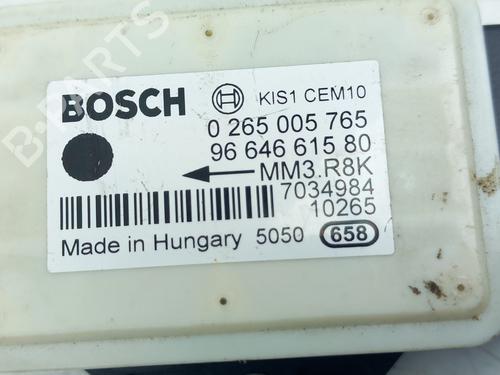 B-PARTS
BOSCH KIS1 CEM10
0 265 005 765
96 646 615 80
MM3.R8K
7034984
10265
Made in Hungary 5050 658